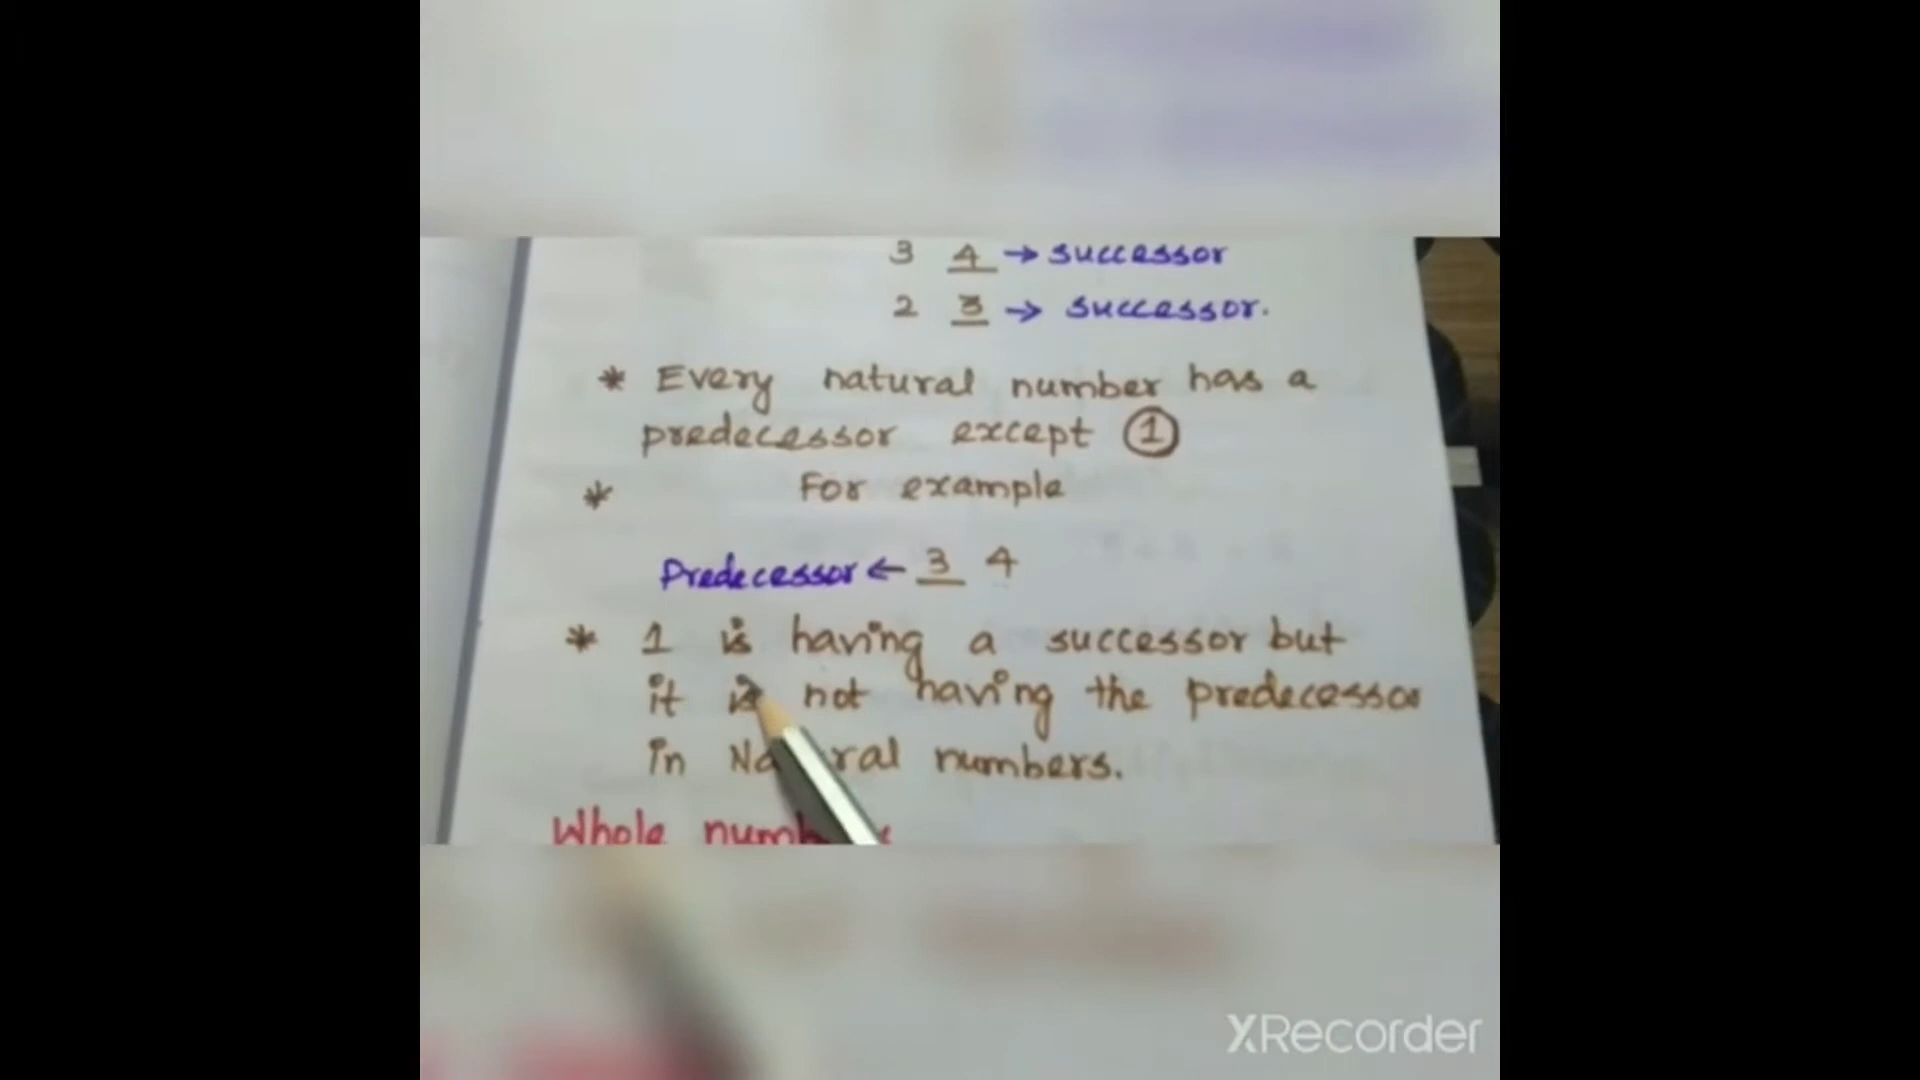 3 4 → successor
2 3 → successor.
* Every natural number has a
predecessor except 1
* For example
Predecessor ← 3 4
* 1 is having a successor but
it is not having the predecessor
in Natural numbers.
Whole numbers
XRecorder